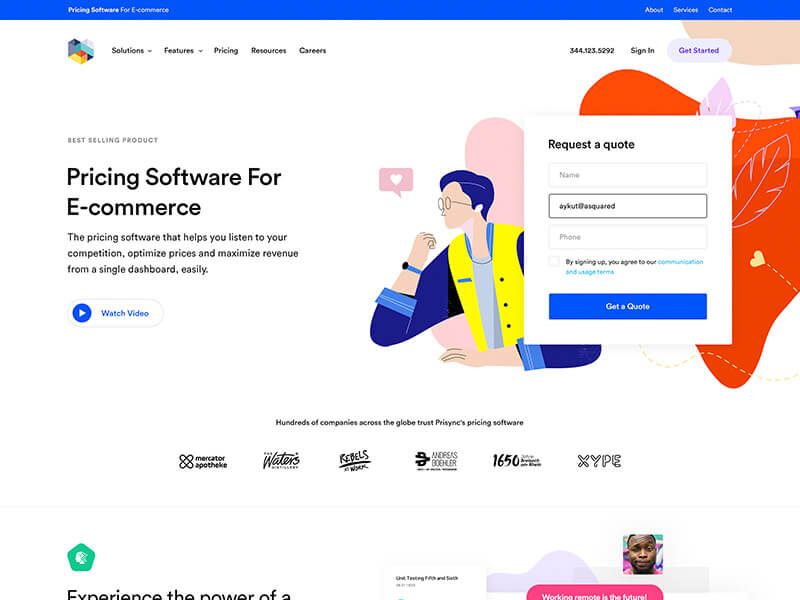 Pricing Software For E-commerce
About Services Contact
Solutions Features Pricing Resources Careers
344.123.5292 Sign In Get Started
BEST SELLING PRODUCT
Pricing Software For
E-commerce
The pricing software that helps you listen to your
competition, optimize prices and maximize revenue
from a single dashboard, easily.
Watch Video
Request a quote
Name
aykut@asquared
Phone
By signing up, you agree to our communication
and usage terms
Get a Quote
Hundreds of companies across the globe trust Prisync's pricing software
mercator
apotheke
THE
Waters
DISTILLERY
REBELS
AT WORK
ANDREAS
BOEHLER
1650
XYPE
Experience the power of a
Unit Testing Fifth and Sixth
Working remote is the future!